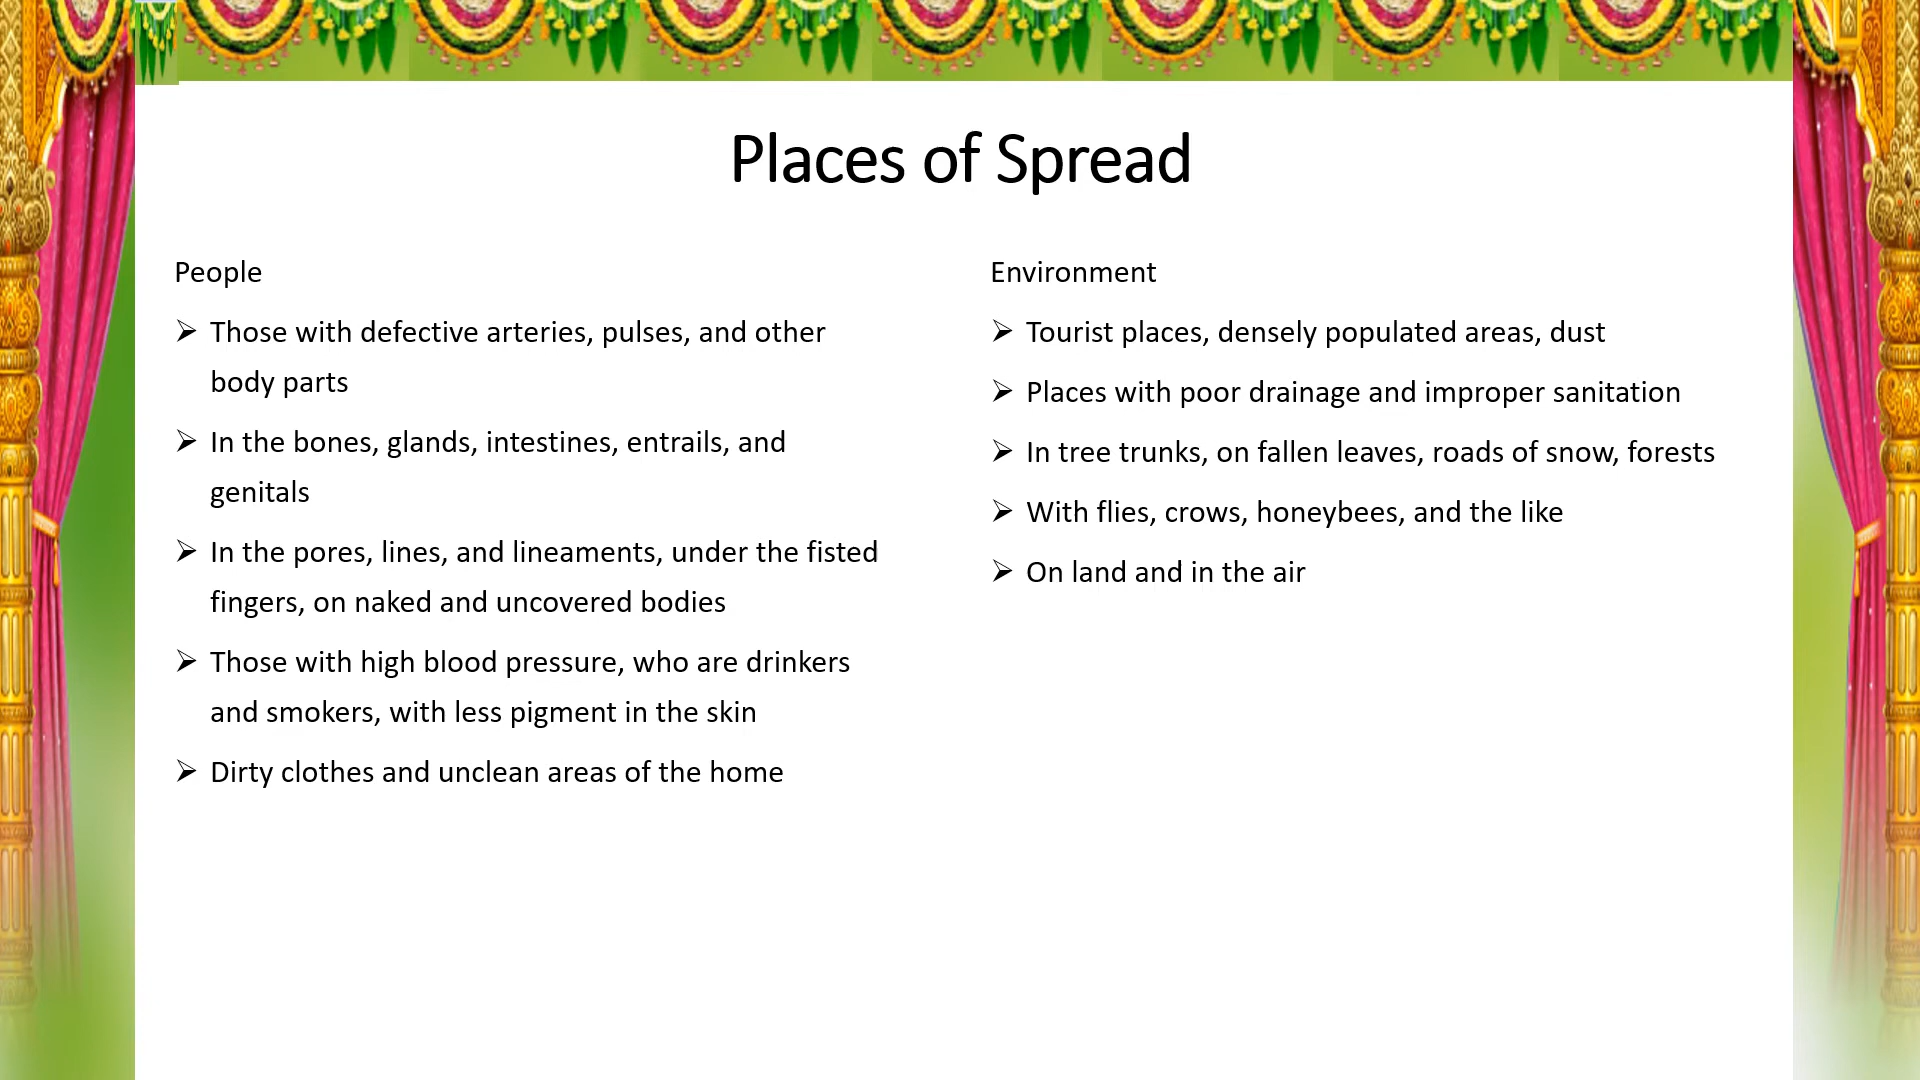 Places of Spread
People
➢ Those with defective arteries, pulses, and other
body parts
➢ In the bones, glands, intestines, entrails, and
genitals
➢ In the pores, lines, and lineaments, under the fisted
fingers, on naked and uncovered bodies
➢ Those with high blood pressure, who are drinkers
and smokers, with less pigment in the skin
➢ Dirty clothes and unclean areas of the home
Environment
➢ Tourist places, densely populated areas, dust
➢ Places with poor drainage and improper sanitation
➢ In tree trunks, on fallen leaves, roads of snow, forests
➢ With flies, crows, honeybees, and the like
➢ On land and in the air